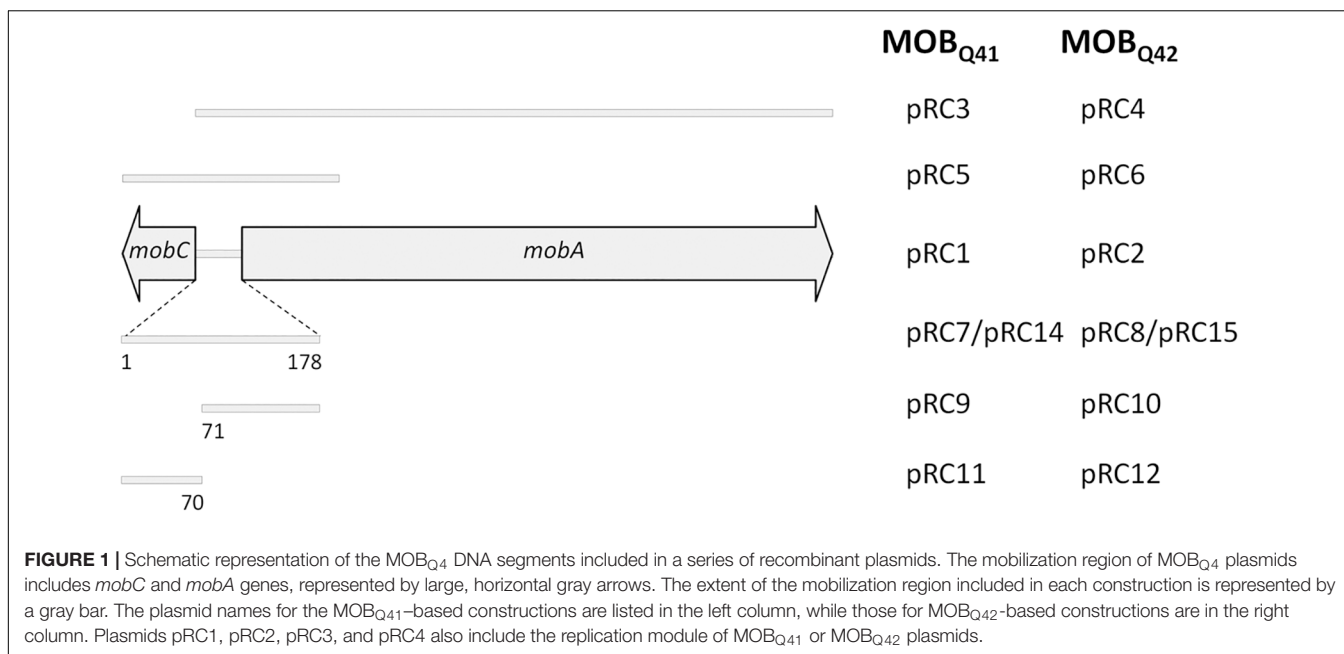 MOBQ41 MOBQ42
pRC3 pRC4
pRC5 pRC6
mobC mobA pRC1 pRC2
pRC7/pRC14 pRC8/pRC15
1 178
71 pRC9 pRC10
70 pRC11 pRC12
FIGURE 1 | Schematic representation of the MOBQ4 DNA segments included in a series of recombinant plasmids. The mobilization region of MOBQ4 plasmids
includes mobC and mobA genes, represented by large, horizontal gray arrows. The extent of the mobilization region included in each construction is represented by
a gray bar. The plasmid names for the MOBQ41–based constructions are listed in the left column, while those for MOBQ42-based constructions are in the right
column. Plasmids pRC1, pRC2, pRC3, and pRC4 also include the replication module of MOBQ41 or MOBQ42 plasmids.